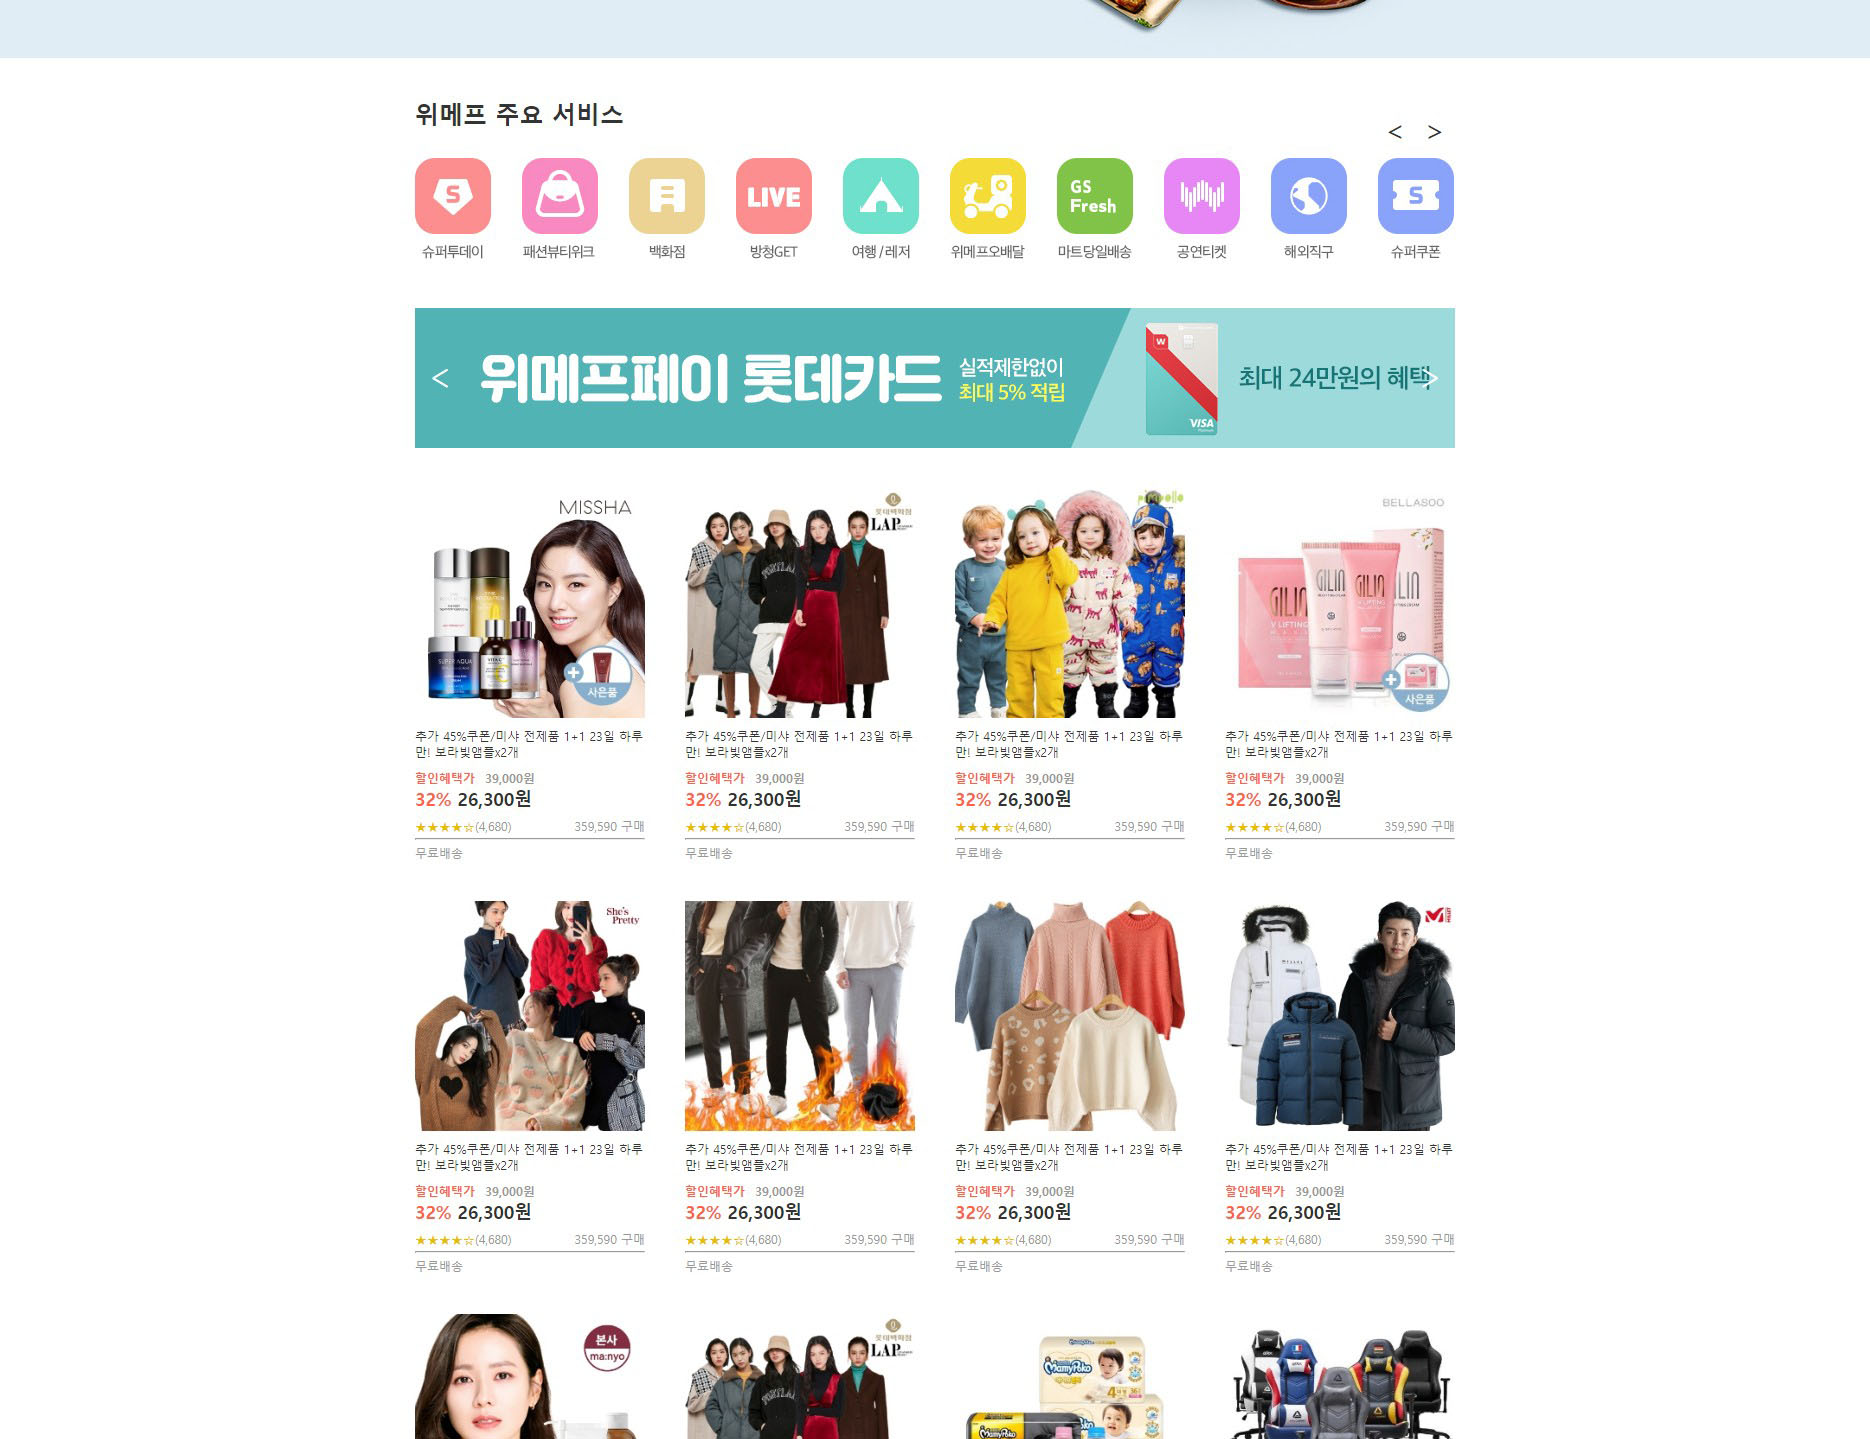 위메프 주요 서비스
< >
S
LIVE
GS
Fresh
S
슈퍼투데이
패션뷰티위크
백화점
방청GET
여행 / 레저
위메프오배달
마트당일배송
공연티켓
해외직구
슈퍼쿠폰
< 위메프페이 롯데카드
실적제한없이
최대 5% 적립
W
VISA
최대 24만원의 혜택 >
MISSHA
SUPER AQUA
사은품
롯데백화점
LAP
PORTLAND
BELLASOO
GILIN
V LIFTING
사은품
추가 45%쿠폰/미샤 전제품 1+1 23일 하루
만! 보라빛앰플x2개
할인혜택가 39,000원
32% 26,300원
★★★★☆(4,680) 359,590 구매
무료배송
추가 45%쿠폰/미샤 전제품 1+1 23일 하루
만! 보라빛앰플x2개
할인혜택가 39,000원
32% 26,300원
★★★★☆(4,680) 359,590 구매
무료배송
추가 45%쿠폰/미샤 전제품 1+1 23일 하루
만! 보라빛앰플x2개
할인혜택가 39,000원
32% 26,300원
★★★★☆(4,680) 359,590 구매
무료배송
추가 45%쿠폰/미샤 전제품 1+1 23일 하루
만! 보라빛앰플x2개
할인혜택가 39,000원
32% 26,300원
★★★★☆(4,680) 359,590 구매
무료배송
She's
Pretty
추가 45%쿠폰/미샤 전제품 1+1 23일 하루
만! 보라빛앰플x2개
할인혜택가 39,000원
32% 26,300원
★★★★☆(4,680) 359,590 구매
무료배송
추가 45%쿠폰/미샤 전제품 1+1 23일 하루
만! 보라빛앰플x2개
할인혜택가 39,000원
32% 26,300원
★★★★☆(4,680) 359,590 구매
무료배송
추가 45%쿠폰/미샤 전제품 1+1 23일 하루
만! 보라빛앰플x2개
할인혜택가 39,000원
32% 26,300원
★★★★☆(4,680) 359,590 구매
무료배송
추가 45%쿠폰/미샤 전제품 1+1 23일 하루
만! 보라빛앰플x2개
할인혜택가 39,000원
32% 26,300원
★★★★☆(4,680) 359,590 구매
무료배송
본사
ma:nyo
롯데백화점
LAP
MamyPoko
4
MamyPoko